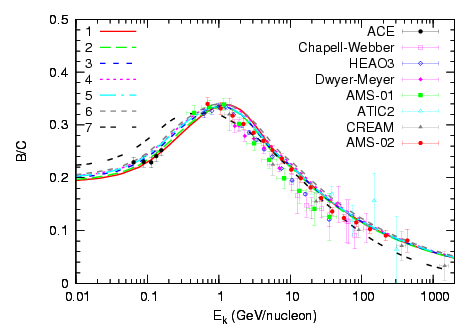 0.5
0.4
0.3
0.2
0.1
0
B/C
1
2
3
4
5
6
7
ACE
Chapell-Webber
HEAO3
Dwyer-Meyer
AMS-01
ATIC2
CREAM
AMS-02
0.01 0.1 1 10 100 1000
Ek (GeV/nucleon)